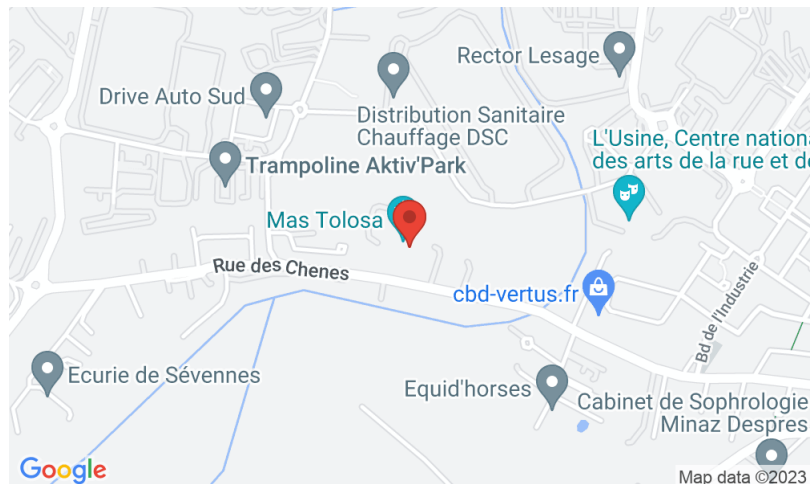 Rector Lesage
Drive Auto Sud
Distribution Sanitaire
Chauffage DSC
L'Usine, Centre nationa
des arts de la rue et de
Trampoline Aktiv'Park
Mas Tolosa
Rue des Chenes
cbd-vertus.fr
Bd de l'Industrie
Ecurie de Sévennes
Equid'horses
Cabinet de Sophrologie
Minaz Despres
Google
Map data ©2023